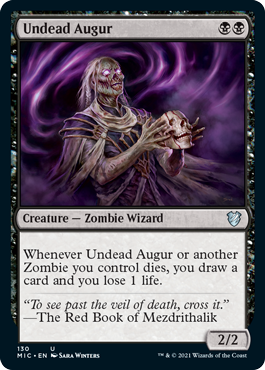 Undead Augur
Creature — Zombie Wizard
Whenever Undead Augur or another
Zombie you control dies, you draw a
card and you lose 1 life.
“To see past the veil of death, cross it.”
—The Red Book of Mezdrithalik
2/2
130 U
MIC • EN Sara Winters
™ & © 2021 Wizards of the Coast